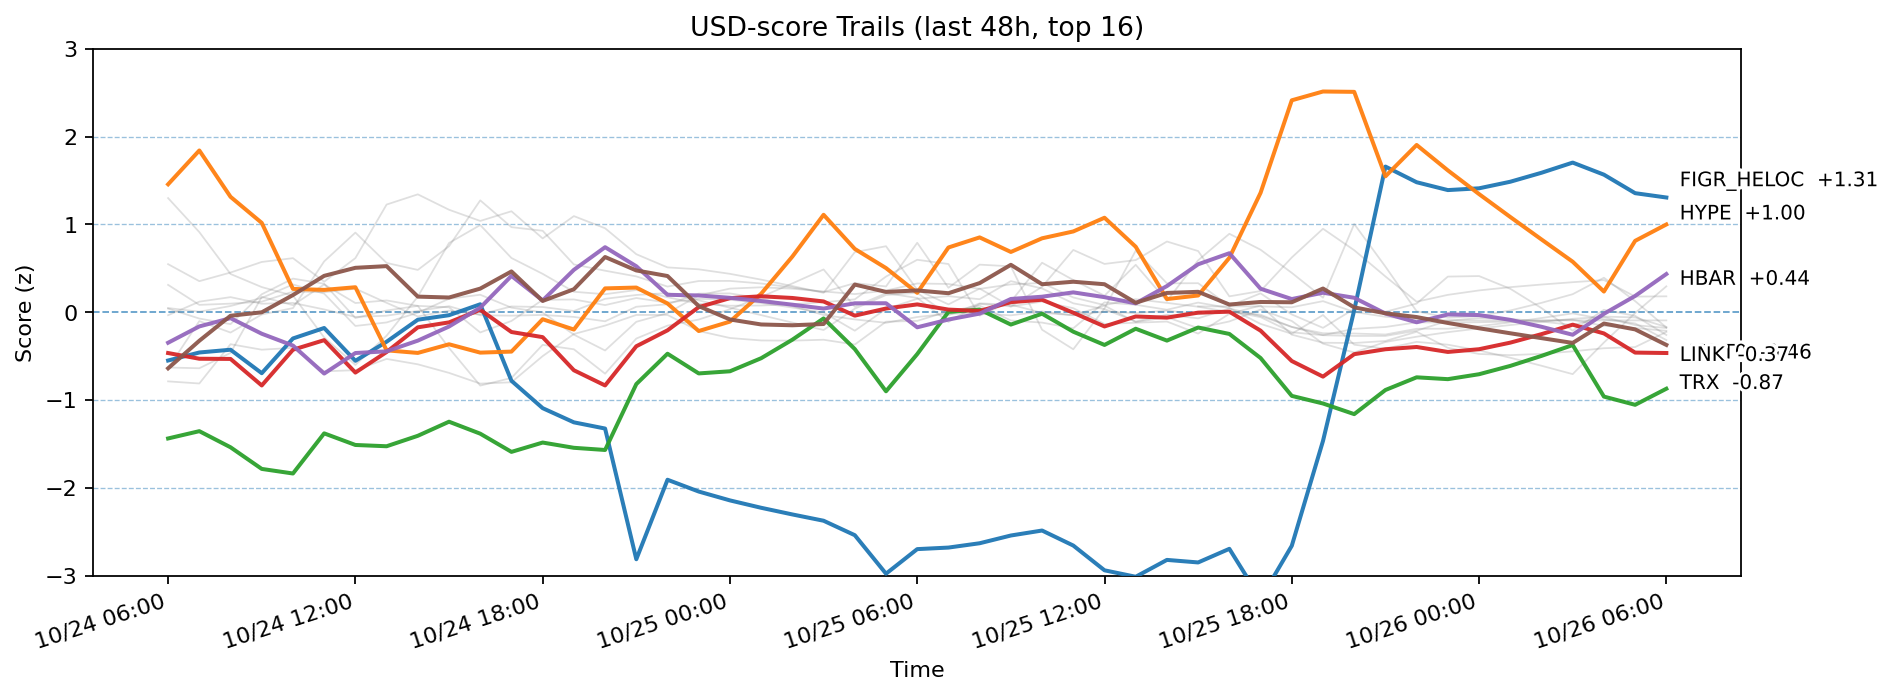 USD-score Trails (last 48h, top 16)
3
2
1
0
−1
−2
−3
Score (z)
FIGR_HELOC +1.31
HYPE +1.00
HBAR +0.44
LINK -0.37
TRX -0.87
10/24 06:00
10/24 12:00
10/24 18:00
10/25 00:00
10/25 06:00
10/25 12:00
10/25 18:00
10/26 00:00
10/26 06:00
Time